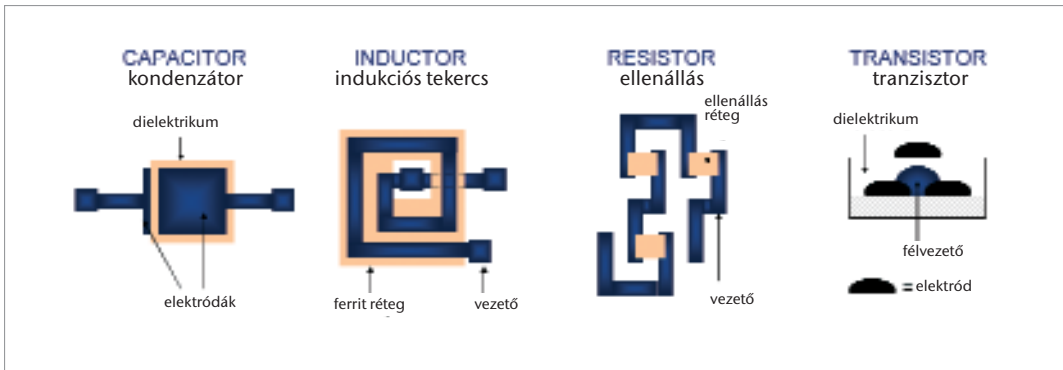 CAPACITOR
kondenzátor
dielektrikum
elektródák
INDUCTOR
indukciós tekercs
ferrit réteg
vezető
RESISTOR
ellenállás
ellenállás
réteg
vezető
TRANSISTOR
tranzisztor
dielektrikum
félvezető
= elektród